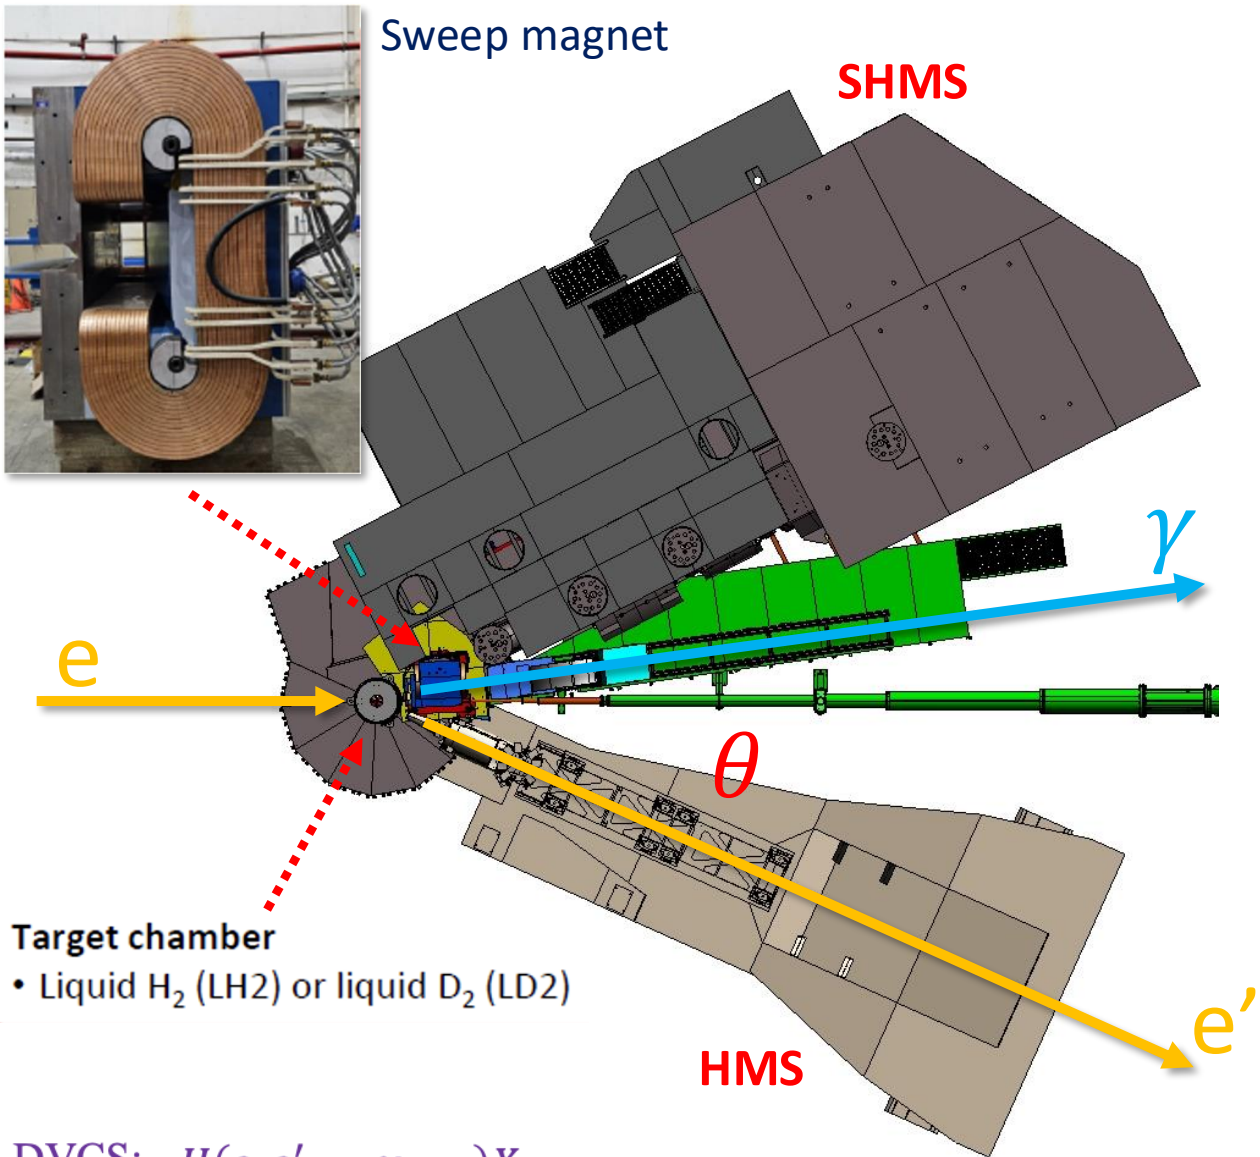 Sweep magnet
SHMS
γ
e
θ
Target chamber
• Liquid H₂ (LH2) or liquid D₂ (LD2)
e’
HMS